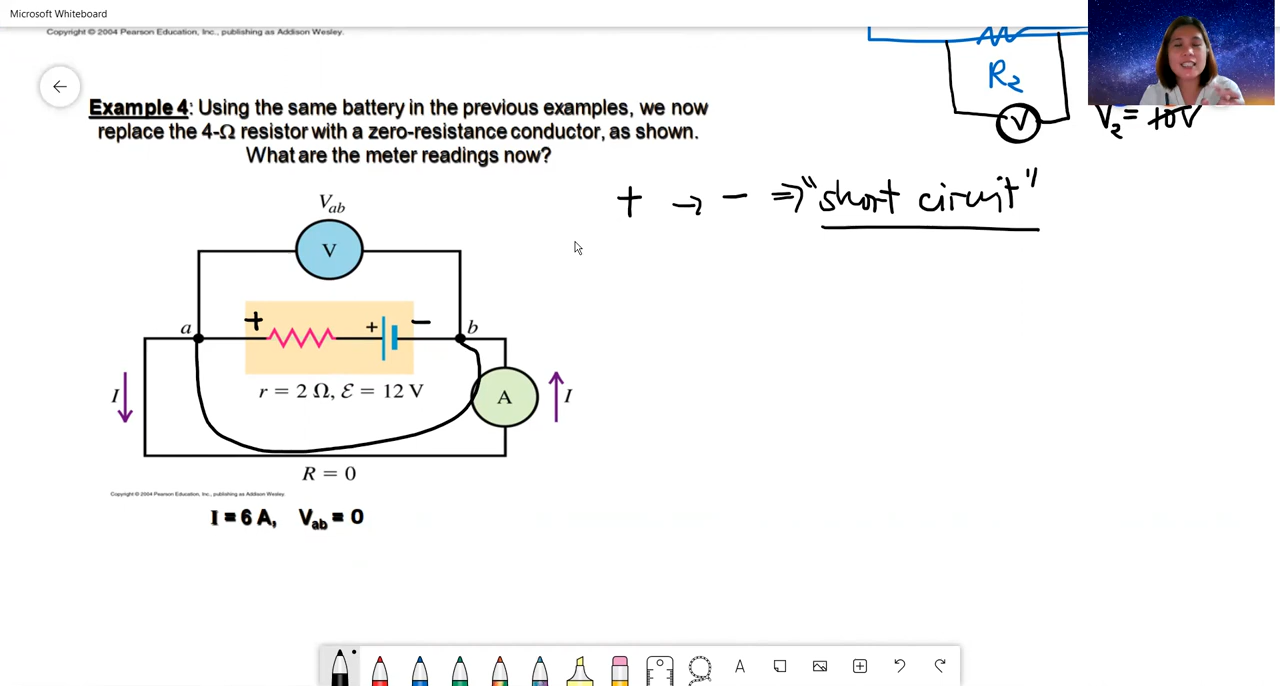 Microsoft Whiteboard
Copyright © 2004 Pearson Education, Inc., publishing as Addison Wesley.
R₂
V
V₂ = 10V
Example 4: Using the same battery in the previous examples, we now
replace the 4-Ω resistor with a zero-resistance conductor, as shown.
What are the meter readings now?
+ → - ⇒ "short circuit"
Vab
V
+ + -
a b
r = 2 Ω, ℰ = 12 V
I A I
R = 0
Copyright © 2004 Pearson Education, Inc., publishing as Addison Wesley.
I = 6 A, Vab = 0
A